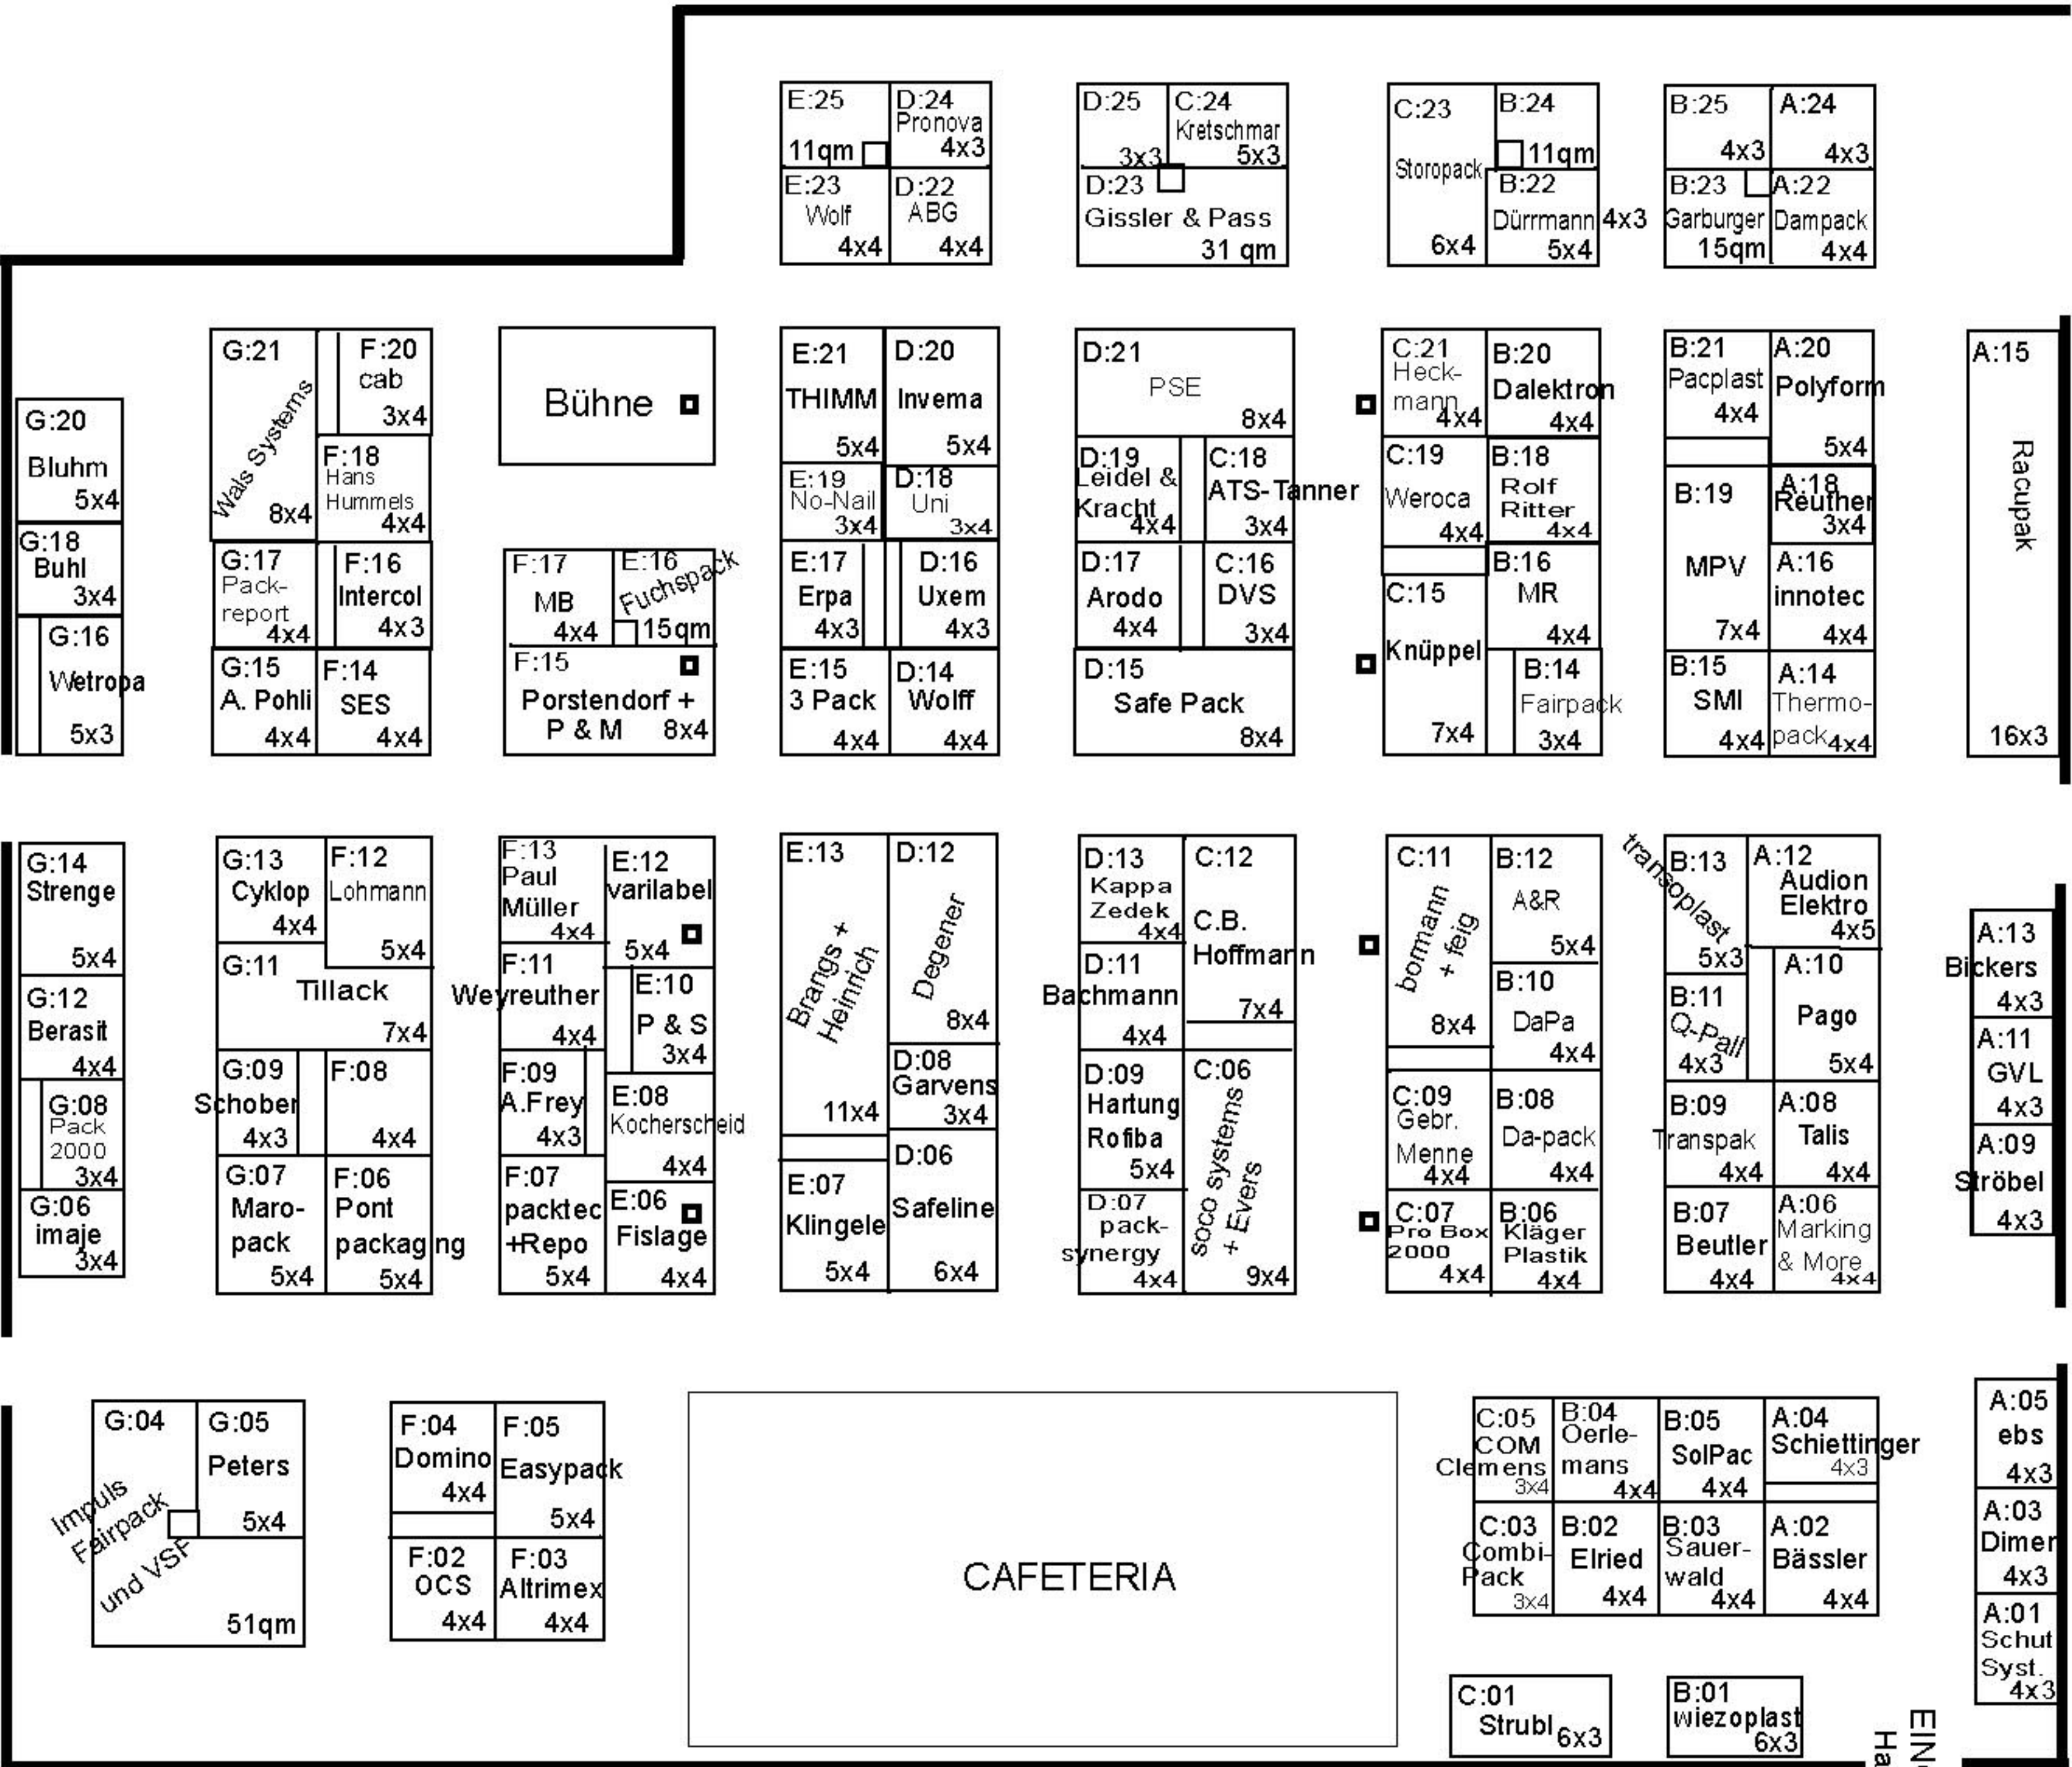 E:25
11qm
D:24
Pronova
4x3
E:23
Wolf
4x4
D:22
ABG
4x4
D:25
3x3
C:24
Kretschmar
5x3
D:23
Gissler & Pass
31 qm
C:23
Storopack
6x4
B:24
11qm
B:22
Dürrmann 4x3
5x4
B:25
4x3
A:24
4x3
B:23
Garburger
15qm
A:22
Dampack
4x4
G:20
Bluhm
5x4
G:18
Buhl
3x4
G:16
Wetropa
5x3
G:21
Wals Systems
8x4
F:20
cab
3x4
F:18
Hans
Hummels
4x4
G:17
Pack-
report
4x4
F:16
Intercol
4x3
G:15
A. Pohli
4x4
F:14
SES
4x4
Bühne
F:17
MB
4x4
E:16
Fuchspack
15qm
F:15
Porstendorf +
P & M 8x4
E:21
THIMM
5x4
D:20
Invema
5x4
E:19
No-Nail
3x4
D:18
Uni
3x4
E:17
Erpa
4x3
D:16
Uxem
4x3
E:15
3 Pack
4x4
D:14
Wolff
4x4
D:21
PSE
8x4
D:19
Leidel &
Kracht
4x4
C:18
ATS-Tanner
3x4
D:17
Arodo
4x4
C:16
DVS
3x4
D:15
Safe Pack
8x4
C:21
Heck-
mann
4x4
B:20
Dalektron
4x4
C:19
Weroca
4x4
B:18
Rolf
Ritter
4x4
C:15
Knüppel
7x4
B:16
MR
4x4
B:14
Fairpack
3x4
B:21
Pacplast
4x4
A:20
Polyform
5x4
B:19
MPV
7x4
A:18
Reuther
3x4
A:16
innotec
4x4
B:15
SMI
4x4
A:14
Thermo-
pack 4x4
A:15
Racupak
16x3
G:14
Strenge
5x4
G:12
Berasit
4x4
G:08
Pack
2000
3x4
G:06
imaje
3x4
G:13
Cyklop
4x4
F:12
Lohmann
5x4
G:11
Tillack
7x4
G:09
Schober
4x3
F:08
4x4
G:07
Maro-
pack
5x4
F:06
Pont
packaging
5x4
F:13
Paul
Müller
4x4
E:12
varilabel
5x4
F:11
Weyreuther
4x4
E:10
P & S
3x4
F:09
A.Frey
4x3
E:08
Kocherscheid
4x4
F:07
packtec
+Repo
5x4
E:06
Fislage
4x4
E:13
Brangs +
Heinrich
11x4
D:12
Degener
8x4
D:08
Garvens
3x4
E:07
Klingele
5x4
D:06
Safeline
6x4
D:13
Kappa
Zedek
4x4
C:12
C.B.
Hoffmann
7x4
D:11
Bachmann
4x4
D:09
Hartung
Rofiba
5x4
C:06
soco systems
+ Evers
9x4
D:07
pack-
synergy
4x4
C:11
bormann
+ feig
8x4
B:12
A&R
5x4
B:10
DaPa
4x4
C:09
Gebr.
Menne
4x4
B:08
Da-pack
4x4
C:07
Pro Box
2000
4x4
B:06
Kläger
Plastik
4x4
B:13
transoplast
5x3
A:12
Audion
Elektro
4x5
B:11
Q-Pall
4x3
A:10
Pago
5x4
B:09
Transpak
4x4
A:08
Talis
4x4
B:07
Beutler
4x4
A:06
Marking
& More
4x4
A:13
Bickers
4x3
A:11
GVL
4x3
A:09
Ströbel
4x3
G:04
Impuls
Fairpack
und VSF
51qm
G:05
Peters
5x4
F:04
Domino
4x4
F:05
Easypack
5x4
F:02
OCS
4x4
F:03
Altrimex
4x4
CAFETERIA
C:05
COM
Clemens
3x4
B:04
Oerle-
mans
4x4
B:05
SolPac
4x4
A:04
Schiettinger
4x3
C:03
Combi-
Pack
3x4
B:02
Elried
4x4
B:03
Sauer-
wald
4x4
A:02
Bässler
4x4
A:05
ebs
4x3
A:03
Dimer
4x3
A:01
Schut
Syst.
4x3
C:01
Strubl 6x3
B:01
wiezoplast
6x3